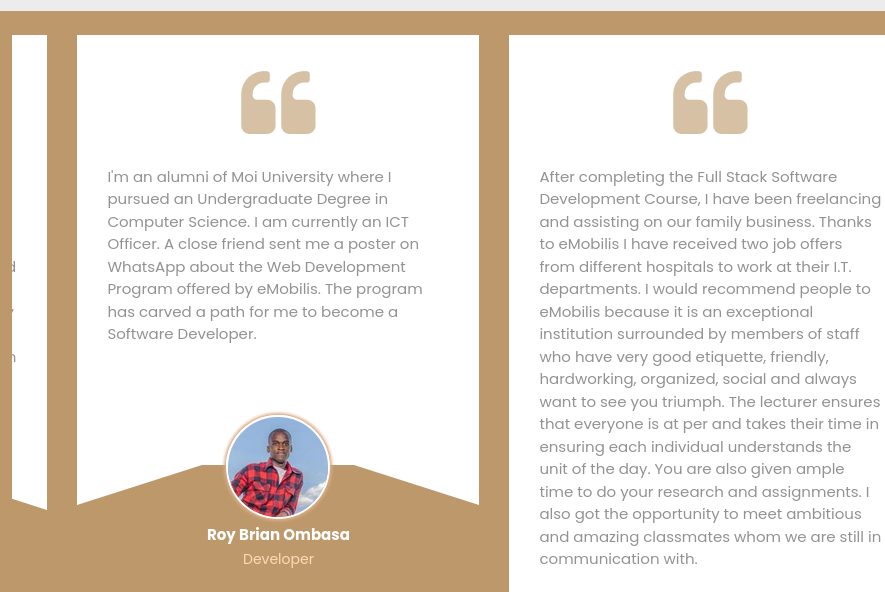 I'm an alumni of Moi University where I
pursued an Undergraduate Degree in
Computer Science. I am currently an ICT
Officer. A close friend sent me a poster on
WhatsApp about the Web Development
Program offered by eMobilis. The program
has carved a path for me to become a
Software Developer.
Roy Brian Ombasa
Developer
After completing the Full Stack Software
Development Course, I have been freelancing
and assisting on our family business. Thanks
to eMobilis I have received two job offers
from different hospitals to work at their I.T.
departments. I would recommend people to
eMobilis because it is an exceptional
institution surrounded by members of staff
who have very good etiquette, friendly,
hardworking, organized, social and always
want to see you triumph. The lecturer ensures
that everyone is at per and takes their time in
ensuring each individual understands the
unit of the day. You are also given ample
time to do your research and assignments. I
also got the opportunity to meet ambitious
and amazing classmates whom we are still in
communication with.